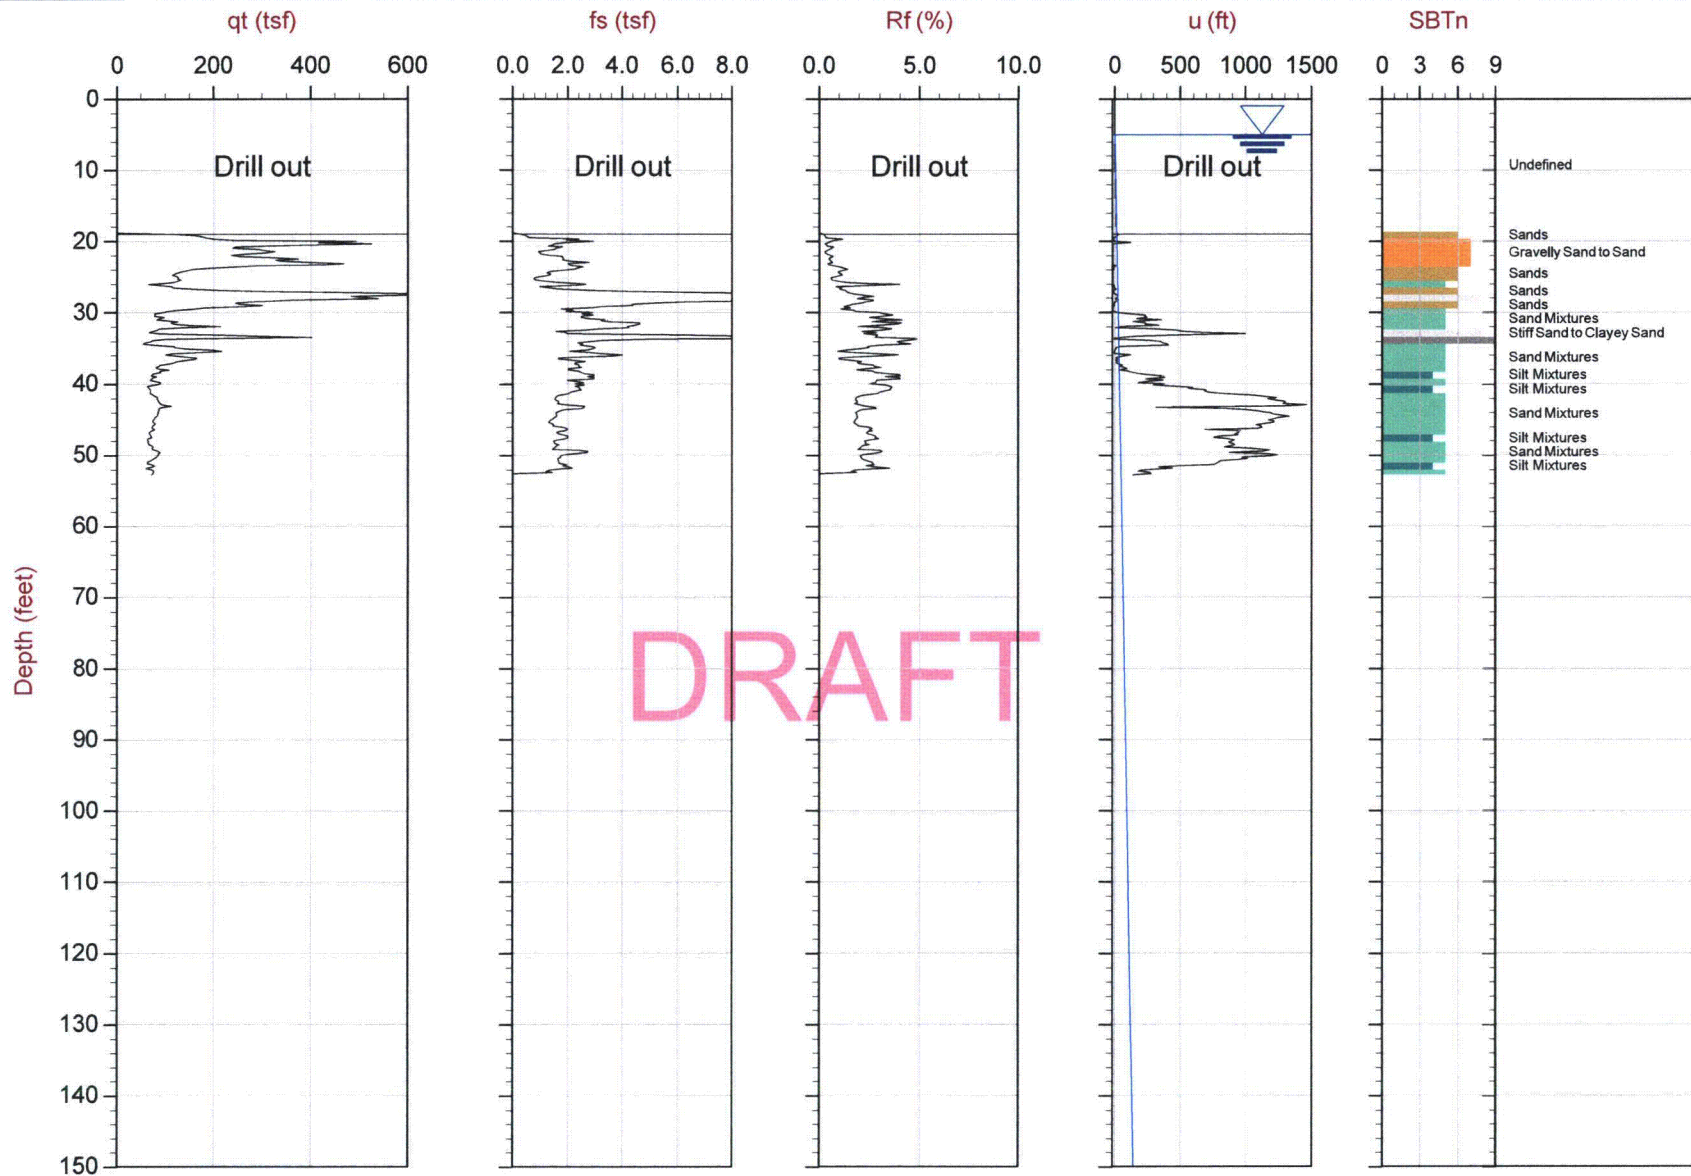 qt (tsf) fs (tsf) Rf (%) u (ft) SBTn
0 200 400 600 0.0 2.0 4.0 6.0 8.0 0.0 5.0 10.0 0 500 1000 1500 0 3 6 9
0
10
20
30
40
50
60
70
80
90
100
110
120
130
140
150
Depth (feet)
Drill out Drill out Drill out Drill out
Undefined
Sands
Gravelly Sand to Sand
Sands
Sands
Sands
Sand Mixtures
Stiff Sand to Clayey Sand
Sand Mixtures
Silt Mixtures
Silt Mixtures
Sand Mixtures
Silt Mixtures
Sand Mixtures
Silt Mixtures
DRAFT